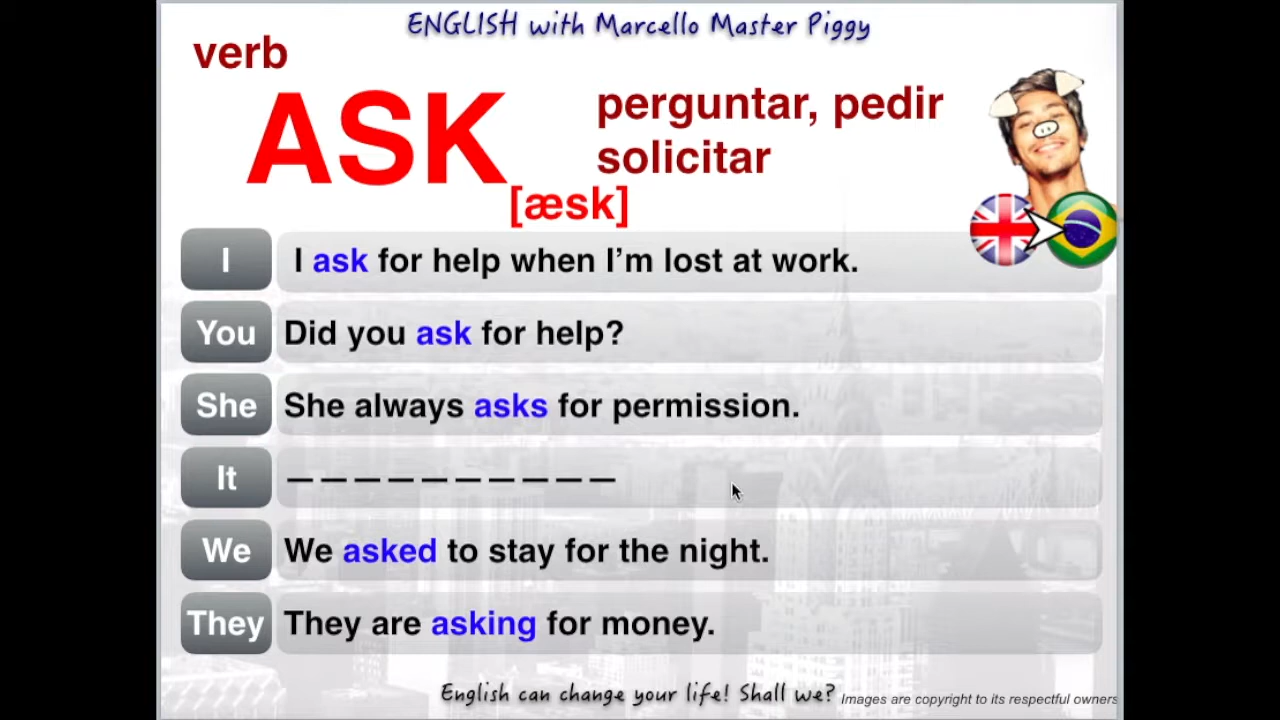 ENGLISH with Marcello Master Piggy
verb
ASK
perguntar, pedir
solicitar
[æsk]
I
I ask for help when I’m lost at work.
You
Did you ask for help?
She
She always asks for permission.
It
— — — — — — — — — —
We
We asked to stay for the night.
They
They are asking for money.
English can change your life! Shall we?
Images are copyright to its respectful owners